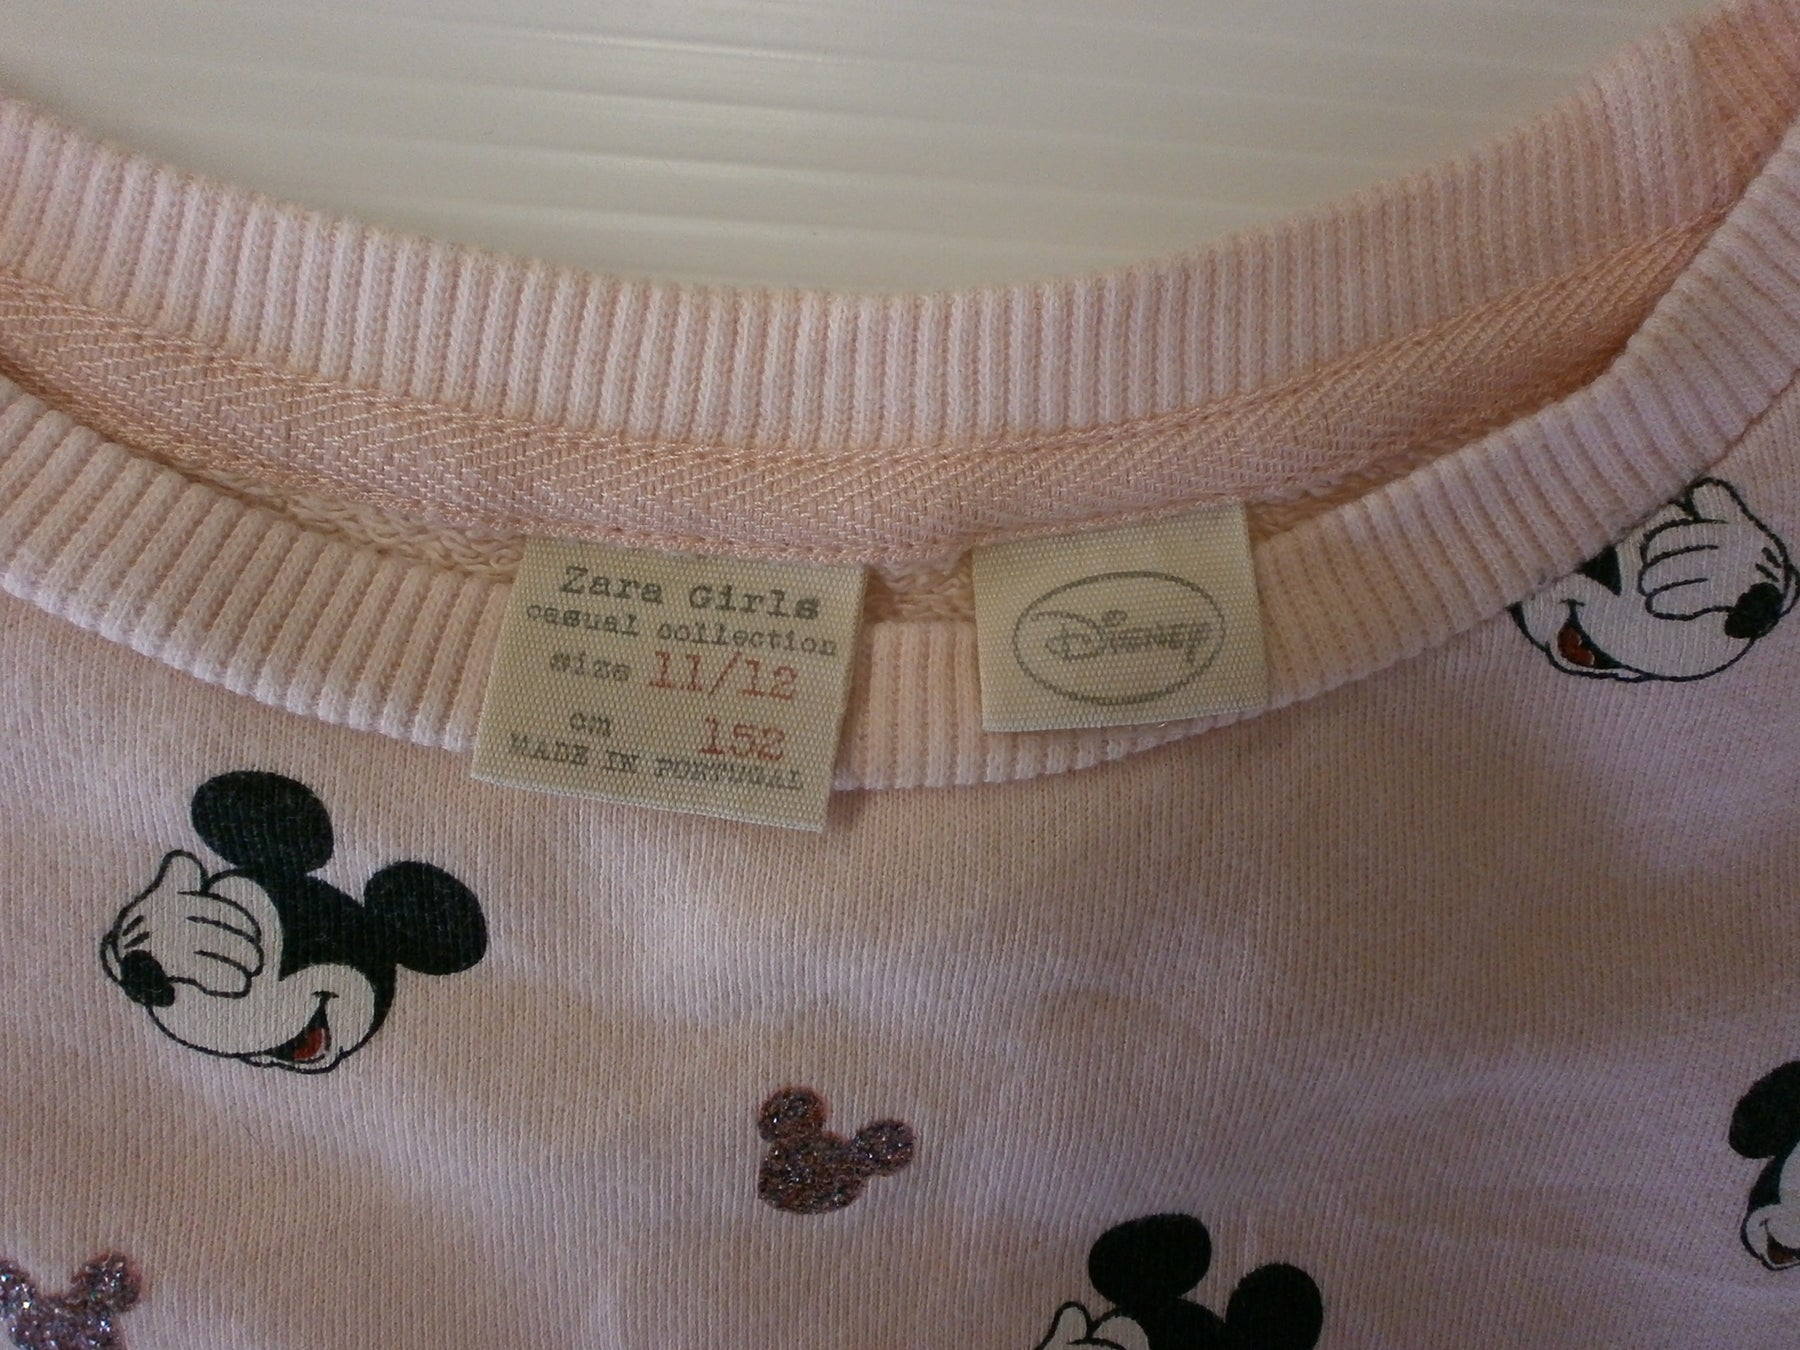 Zara Girls
casual collection
size 11/12
cm 152
MADE IN PORTUGAL
DISNEY